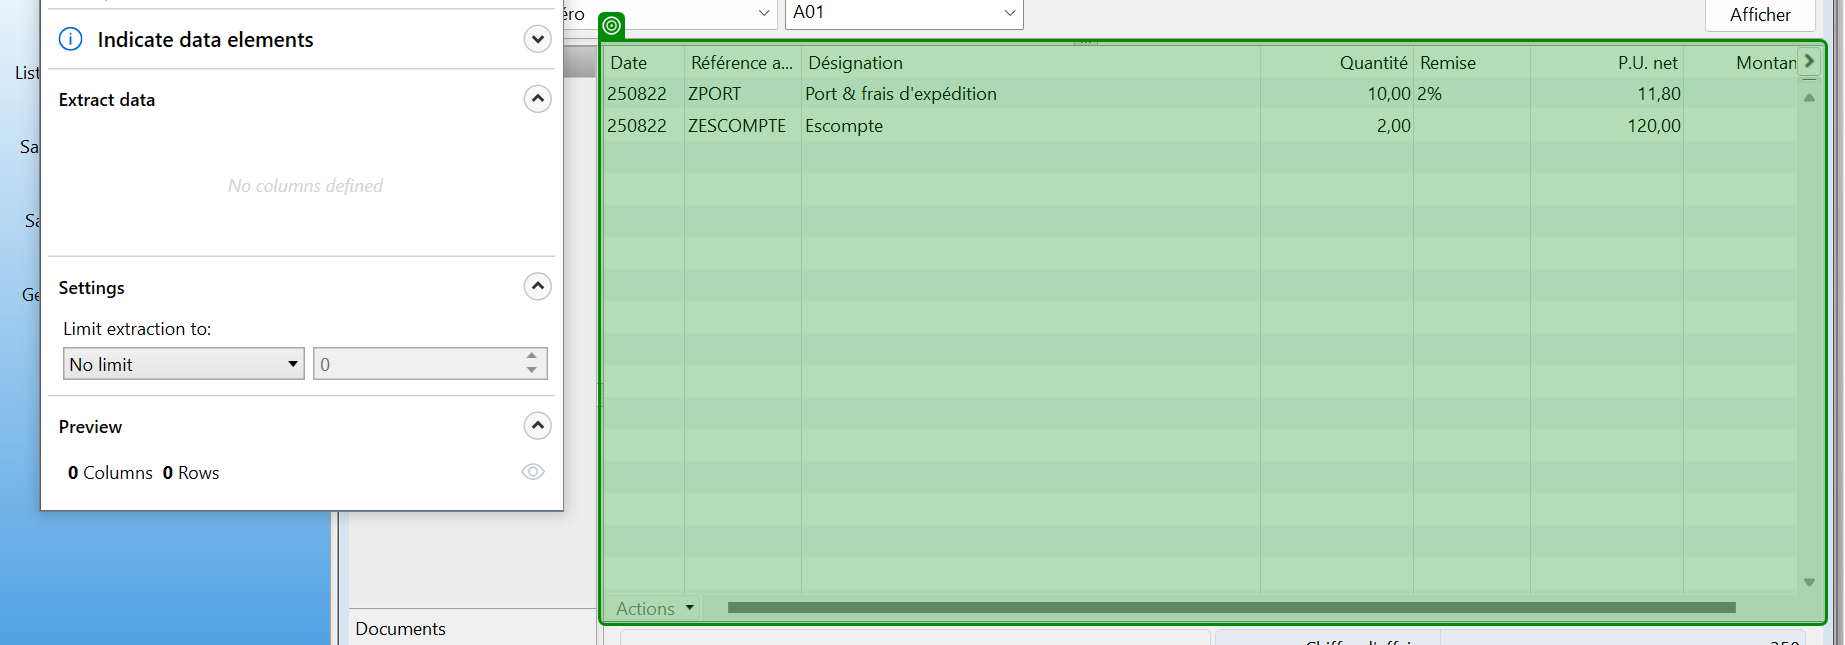 Indicate data elements
Extract data
No columns defined
Settings
Limit extraction to:
No limit 0
Preview
0 Columns 0 Rows
List
Sa
Sa
Ge
éro A01 Afficher
Date Référence a... Désignation Quantité Remise P.U. net Montan
250822 ZPORT Port & frais d'expédition 10,00 2% 11,80
250822 ZESCOMPTE Escompte 2,00 120,00
Actions
Documents